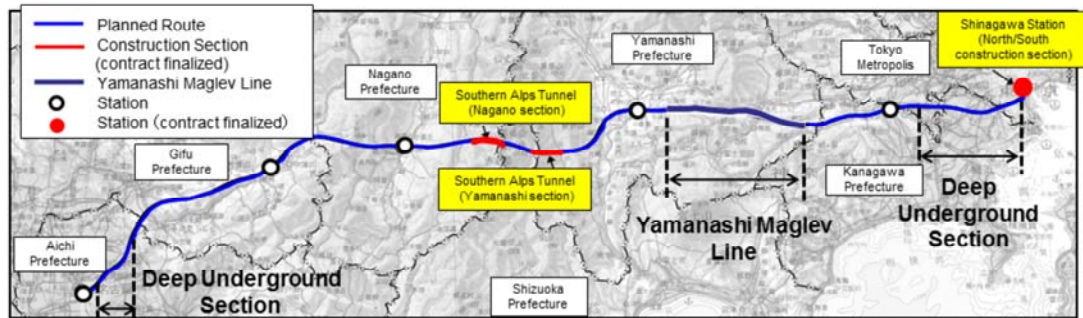 Planned Route
Construction Section
(contract finalized)
Yamanashi Maglev Line
Station
Station (contract finalized)
Shinagawa Station
(North/South
construction section)
Yamanashi
Prefecture
Tokyo
Metropolis
Nagano
Prefecture
Southern Alps Tunnel
(Nagano section)
Gifu
Prefecture
Southern Alps Tunnel
(Yamanashi section)
Kanagawa
Prefecture
Deep
Underground
Section
Yamanashi Maglev
Line
Aichi
Prefecture
Deep Underground
Section
Shizuoka
Prefecture